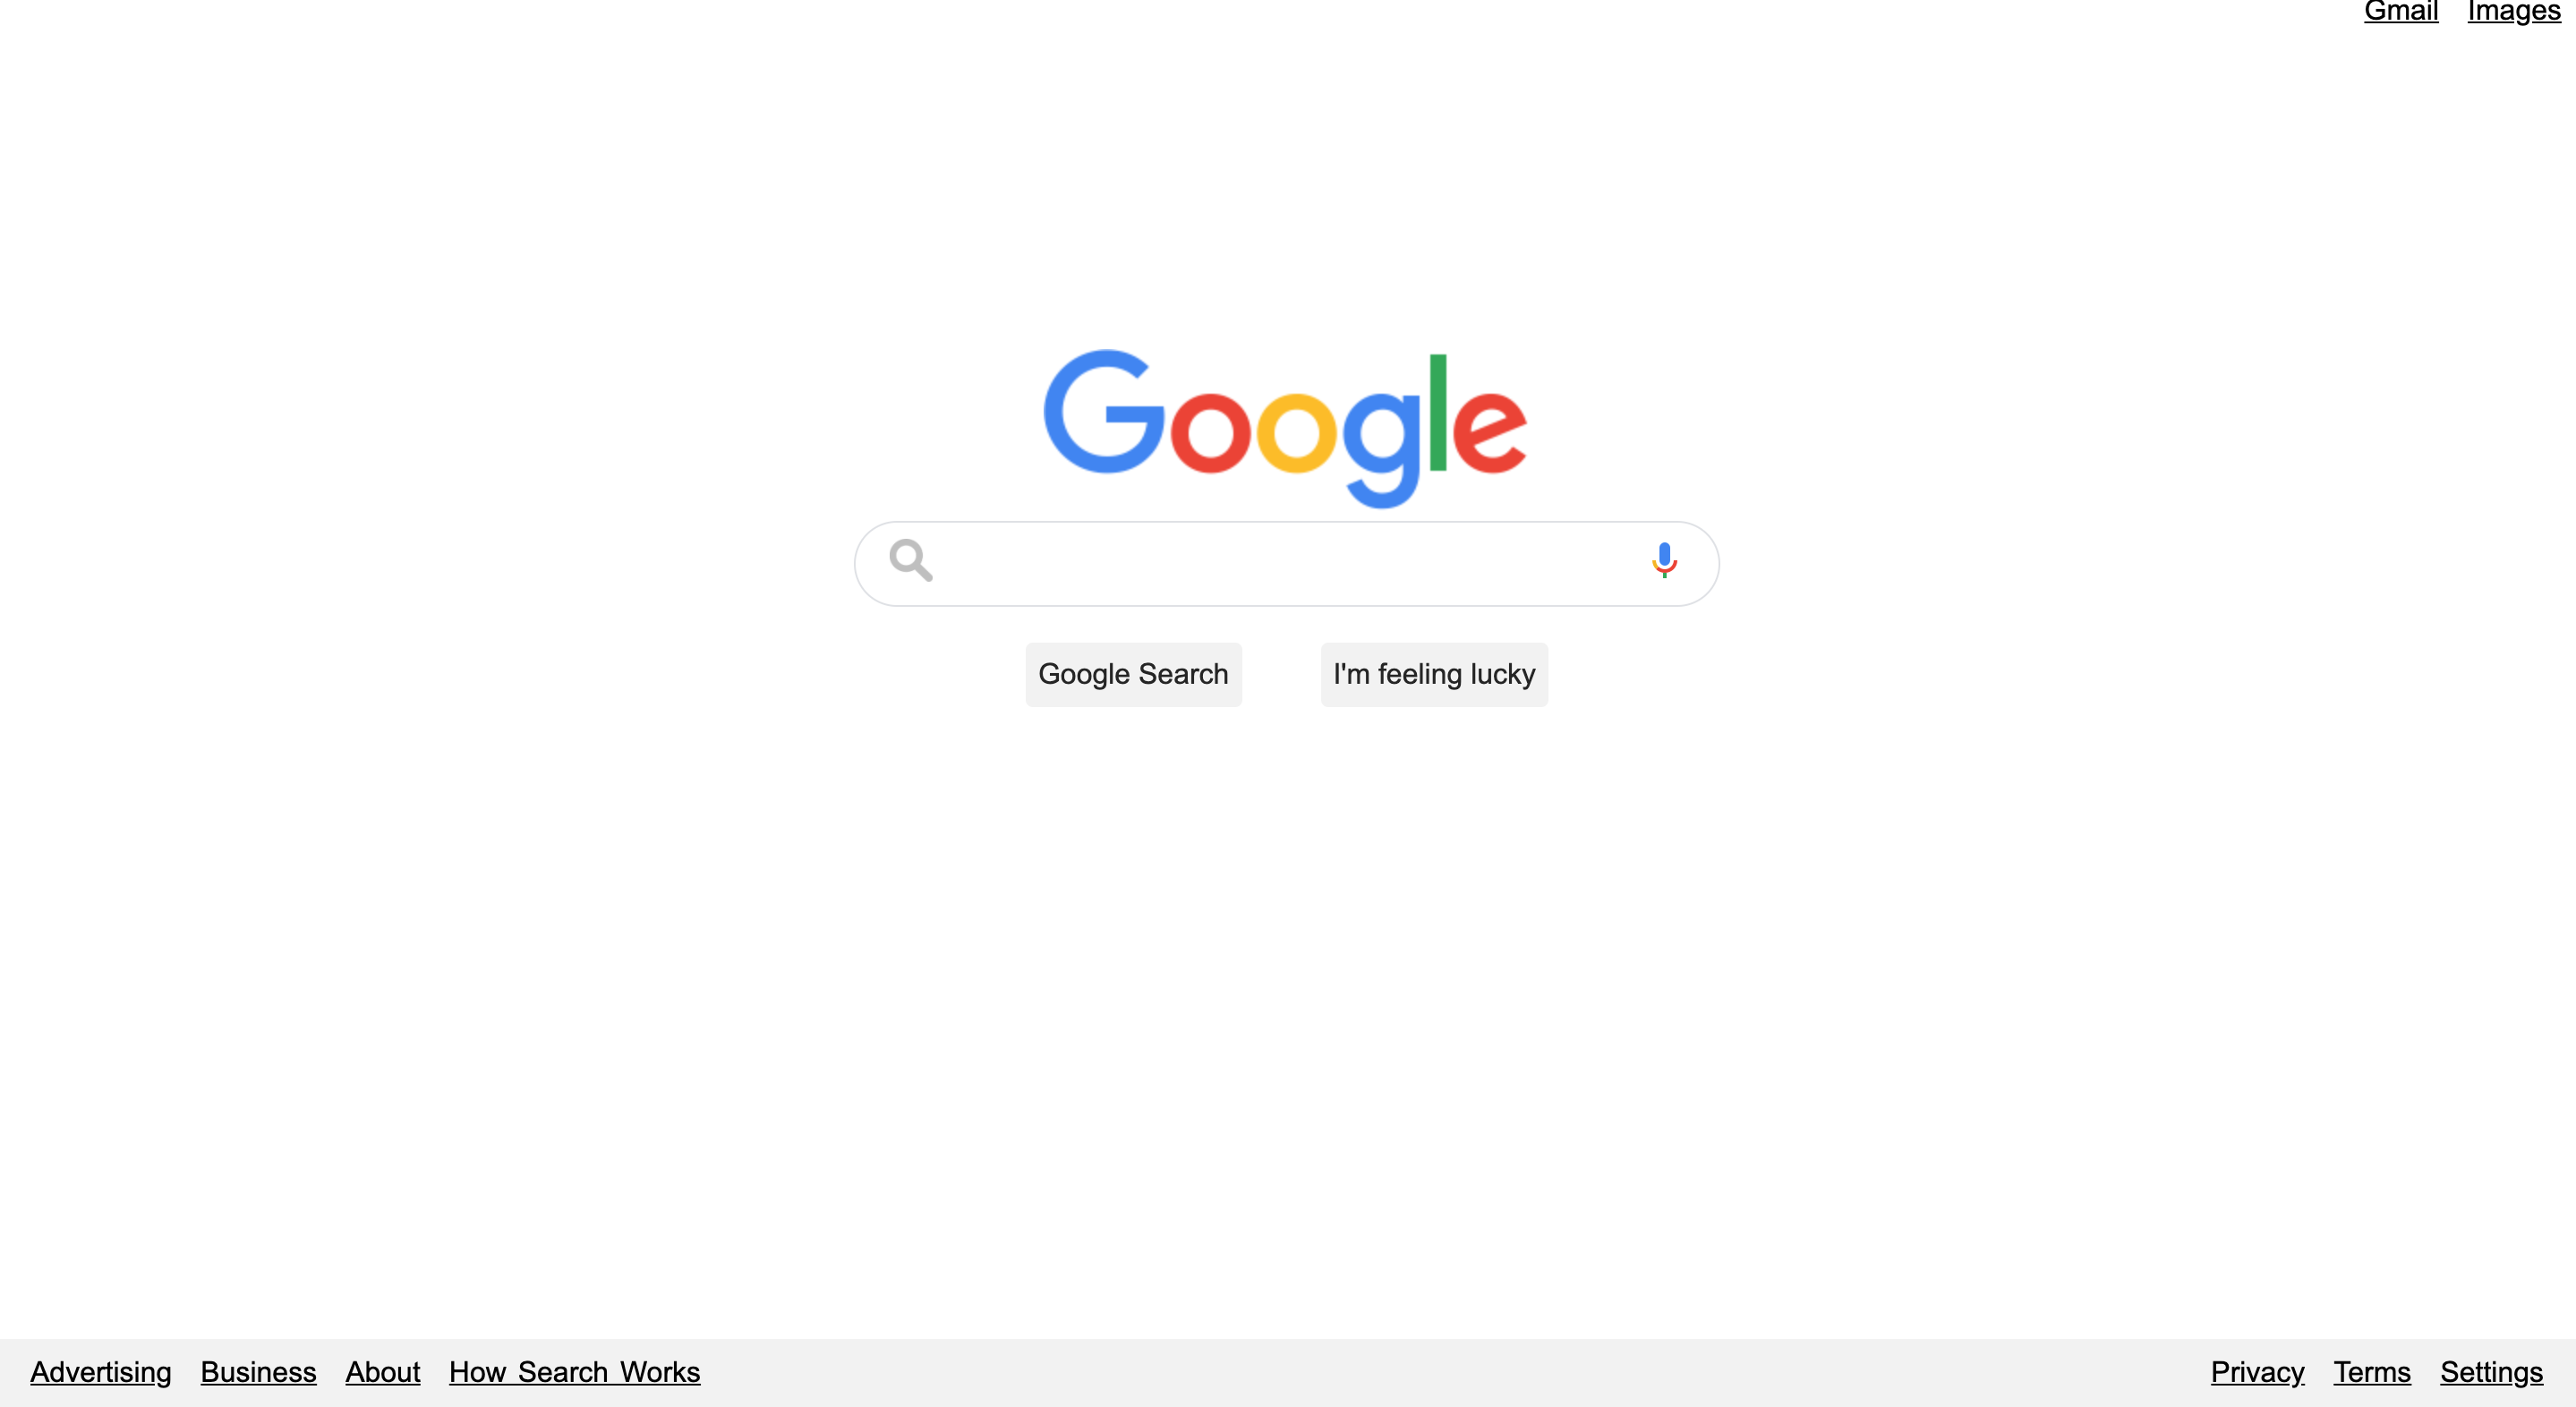 Gmail Images
Google
Google Search I'm feeling lucky
Advertising Business About How Search Works Privacy Terms Settings